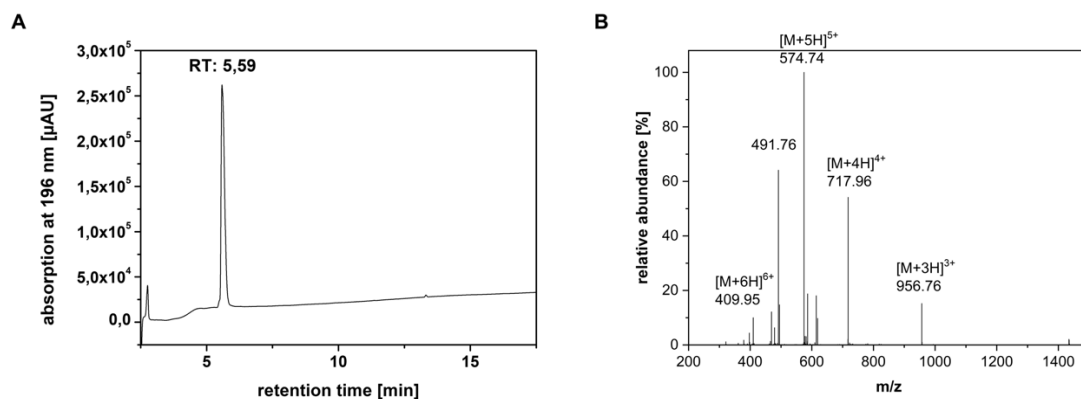 A
3,0x10⁵
RT: 5,59
2,5x10⁵
2,0x10⁵
1,5x10⁵
1,0x10⁵
5,0x10⁴
0,0
5
10
15
absorption at 196 nm [µAU]
retention time [min]
B
[M+5H]⁵⁺
574.74
100
80
60
40
20
0
491.76
[M+4H]⁴⁺
717.96
[M+6H]⁶⁺
409.95
[M+3H]³⁺
956.76
200
400
600
800
1000
1200
1400
relative abundance [%]
m/z